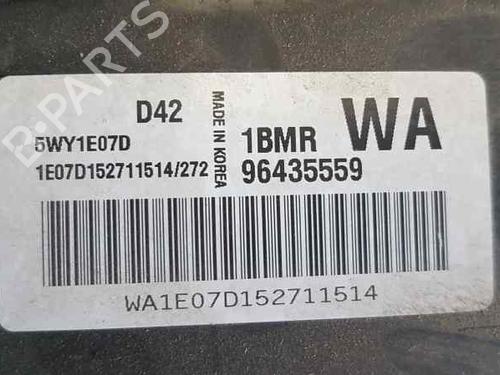 D42
5WY1E07D
1E07D152711514/272
MADE IN KOREA
1BMR WA
96435559
WA1E07D152711514
B-PARTS